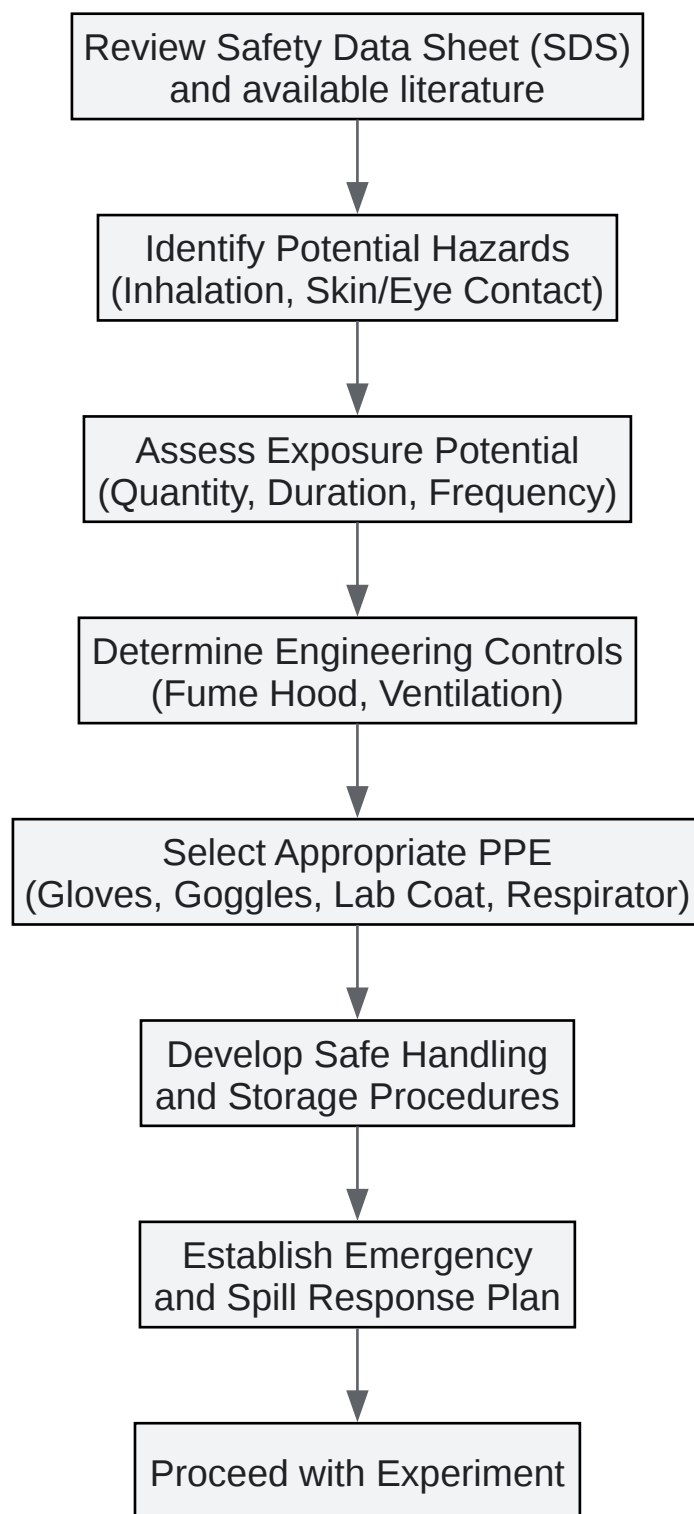 Review Safety Data Sheet (SDS)
and available literature
Identify Potential Hazards
(Inhalation, Skin/Eye Contact)
Assess Exposure Potential
(Quantity, Duration, Frequency)
Determine Engineering Controls
(Fume Hood, Ventilation)
Select Appropriate PPE
(Gloves, Goggles, Lab Coat, Respirator)
Develop Safe Handling
and Storage Procedures
Establish Emergency
and Spill Response Plan
Proceed with Experiment